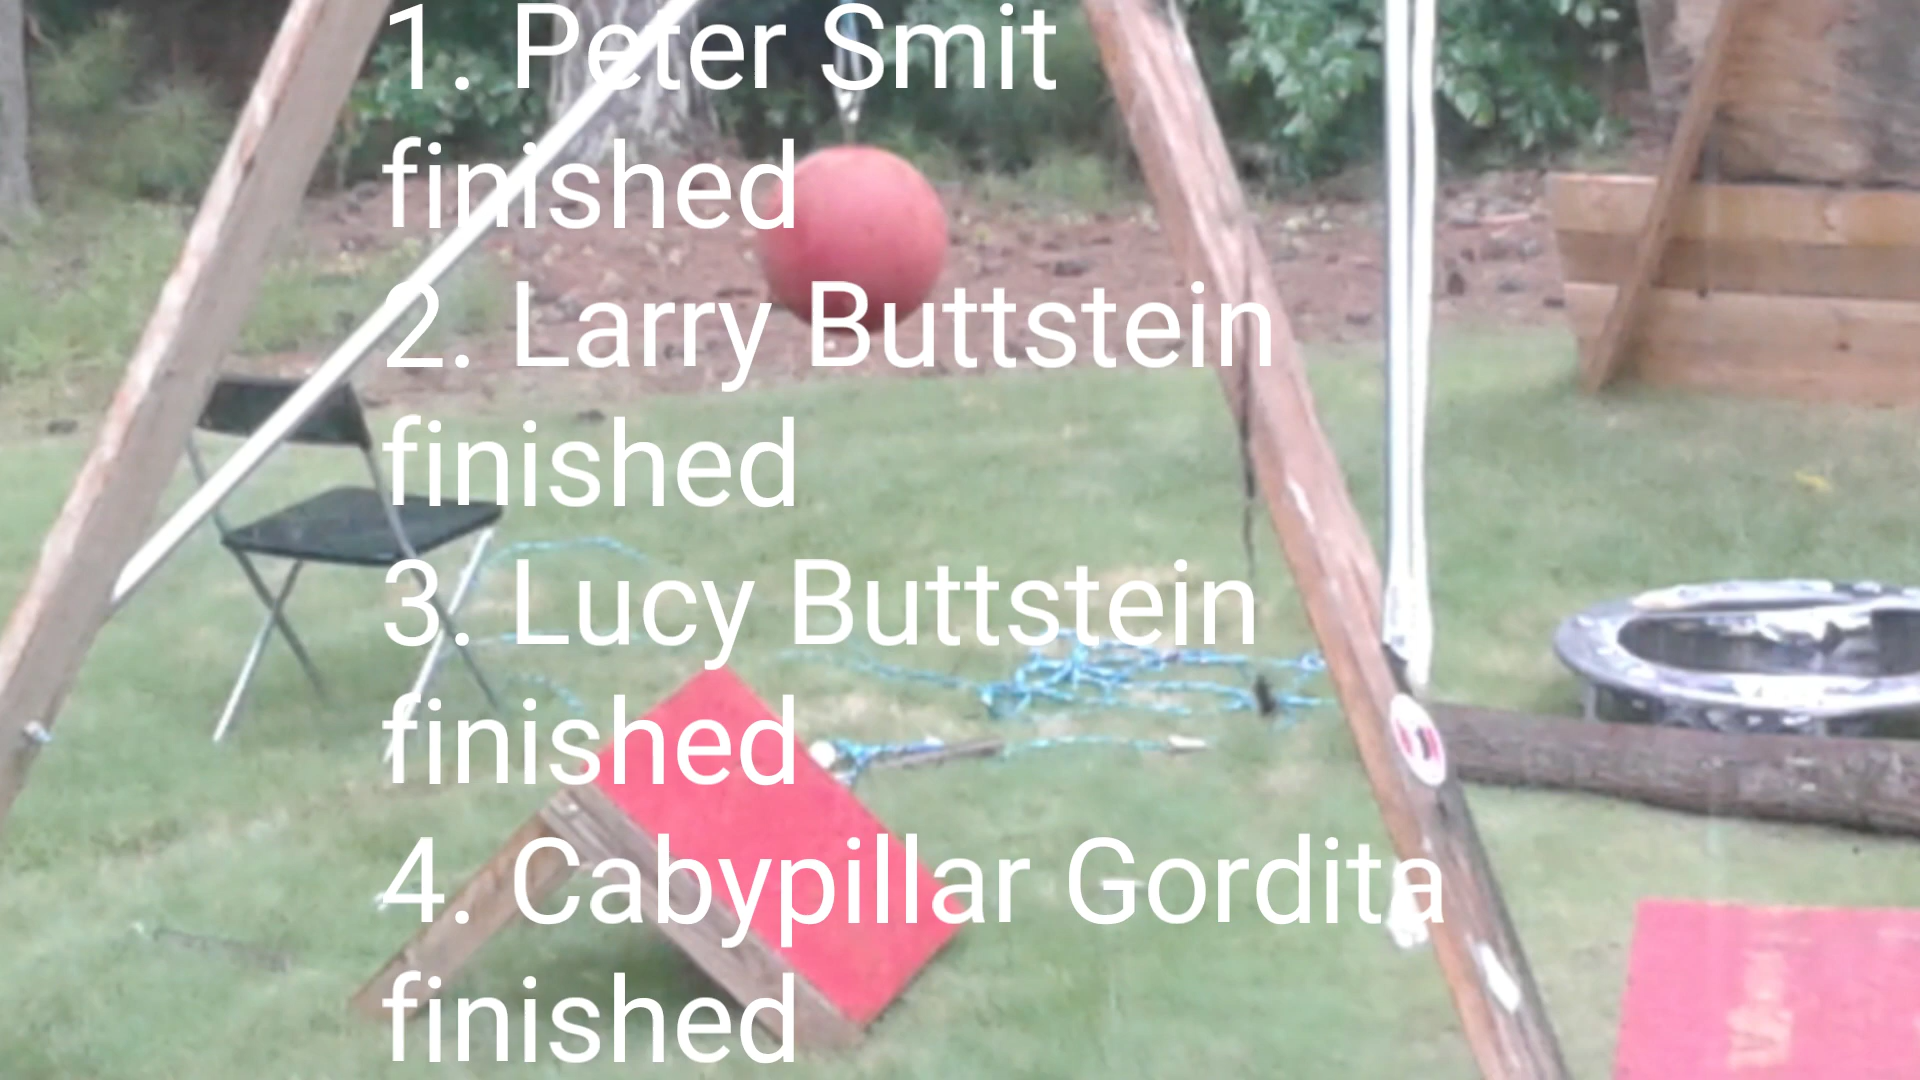 1. Peter Smit
finished
2. Larry Buttstein
finished
3. Lucy Buttstein
finished
4. Cabypillar Gordita
finished